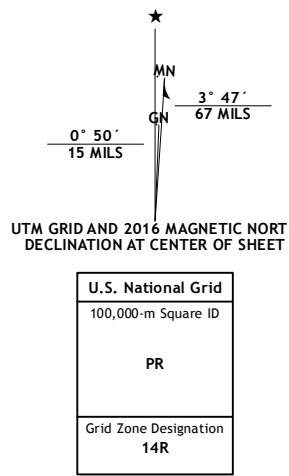 ★
MN
3° 47´
67 MILS
GN
0° 50´
15 MILS
UTM GRID AND 2016 MAGNETIC NORT
DECLINATION AT CENTER OF SHEET
U.S. National Grid
100,000-m Square ID
PR
Grid Zone Designation
14R